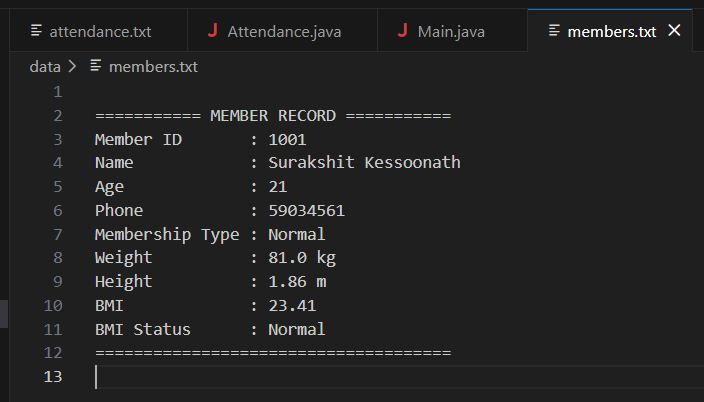 attendance.txt J Attendance.java J Main.java members.txt ×
data > members.txt
1
2 =========== MEMBER RECORD ===========
3 Member ID       : 1001
4 Name            : Surakshit Kessoonath
5 Age             : 21
6 Phone           : 59034561
7 Membership Type : Normal
8 Weight          : 81.0 kg
9 Height          : 1.86 m
10 BMI             : 23.41
11 BMI Status      : Normal
12 =====================================
13